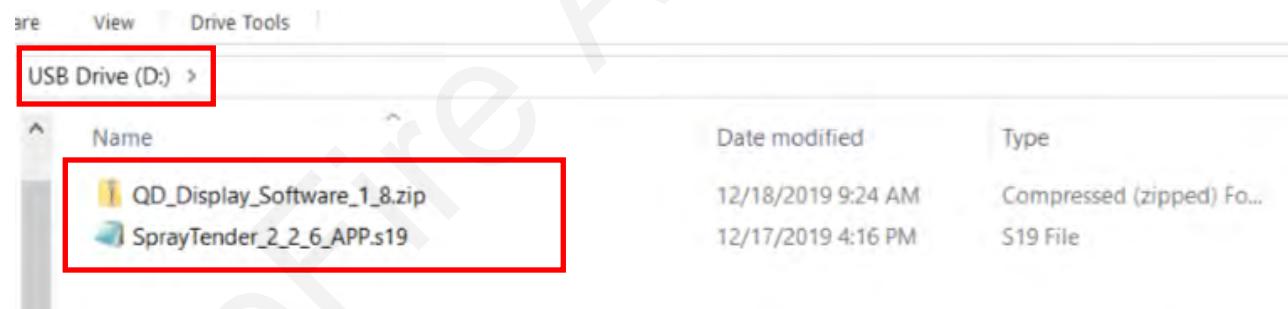 are View Drive Tools
USB Drive (D:) >
Name Date modified Type
QD_Display_Software_1_8.zip 12/18/2019 9:24 AM Compressed (zipped) Fo...
SprayTender_2_2_6_APP.s19 12/17/2019 4:16 PM S19 File